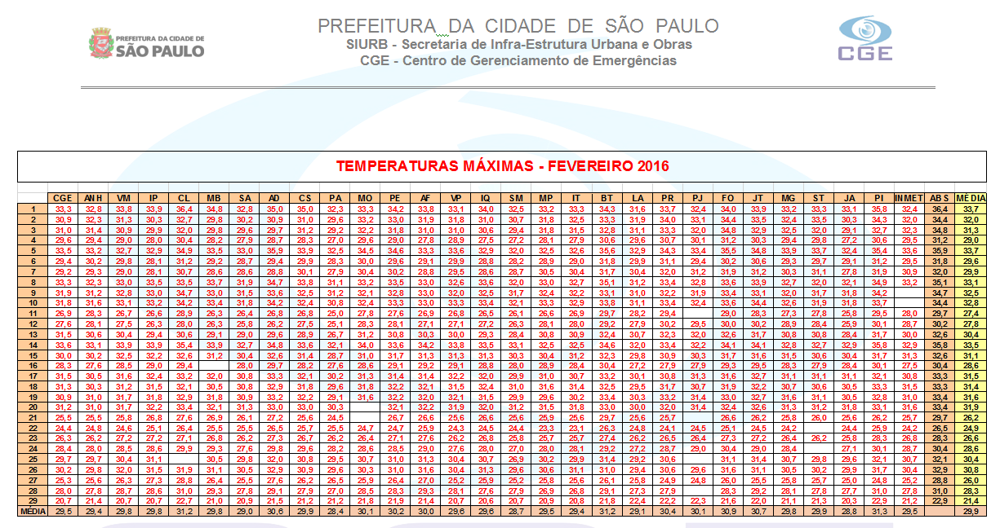 PREFEITURA DA CIDADE DE SÃO PAULO
PREFEITURA DA CIDADE DE
SÃO PAULO
SIURB - Secretaria de Infra-Estrutura Urbana e Obras
CGE - Centro de Gerenciamento de Emergências
CGE
TEMPERATURAS MÁXIMAS - FEVEREIRO 2016
CGE ANH VM IP CL MB SA AD CS PA MO PE AF VP IQ SM MP IT BT LA PR PJ FO JT MG ST JA PI INMET ABS MÉDIA
1 33,3 32,8 33,8 33,9 36,4 34,8 32,8 35,0 35,0 32,3 33,3 34,2 33,8 33,1 34,0 32,5 33,2 33,3 34,3 31,6 33,7 32,4 34,0 33,9 33,2 33,3 33,1 35,8 32,4 36,4 33,7
2 30,9 32,3 31,3 30,3 32,7 29,8 30,2 30,9 31,0 29,6 33,2 33,0 31,9 31,8 31,0 30,7 31,8 32,5 33,3 31,9 34,0 33,1 34,4 33,5 32,4 33,5 30,3 34,3 32,0 34,4 32,0
3 31,0 31,4 30,9 29,9 32,0 29,8 29,6 29,7 31,2 29,2 32,2 31,8 31,0 31,0 30,6 29,4 31,8 31,5 32,8 31,1 33,3 32,0 34,8 32,9 32,5 32,0 29,1 32,7 32,3 34,8 31,3
4 29,6 29,4 29,0 28,0 30,4 28,2 27,9 28,7 28,3 27,0 29,6 29,0 27,8 28,9 27,5 27,2 28,1 27,9 30,6 29,6 30,7 30,1 31,2 30,3 29,4 29,8 27,2 30,6 29,5 31,2 29,0
5 33,5 33,2 32,7 32,9 34,9 33,5 33,0 35,9 33,9 32,5 34,5 34,6 33,3 33,6 32,9 32,0 32,5 32,6 35,6 32,9 34,3 33,4 35,5 34,8 33,9 33,7 32,4 35,4 33,6 35,9 33,7
6 29,4 30,2 29,8 28,1 31,2 29,2 28,7 29,4 29,9 28,3 30,0 29,6 29,1 29,9 28,8 28,2 28,9 29,0 31,8 29,9 31,1 29,4 30,2 30,6 29,3 29,7 29,1 31,2 29,5 31,8 29,6
7 29,2 29,3 29,0 28,1 30,7 28,6 28,6 28,8 30,1 27,9 30,4 30,2 28,8 29,5 28,6 28,7 30,5 30,4 31,7 30,4 32,0 31,2 31,9 31,2 30,3 31,1 27,8 31,9 30,9 32,0 29,9
8 33,3 32,3 33,0 33,5 33,5 33,7 31,9 34,7 33,8 31,1 33,2 33,5 33,0 32,6 33,6 32,0 33,0 32,7 35,1 31,2 33,4 32,8 33,6 33,9 32,7 32,0 32,1 34,9 33,2 35,1 33,1
9 31,9 31,2 32,8 33,0 34,7 33,0 31,5 33,6 32,5 31,2 32,1 32,8 33,0 32,0 32,5 31,7 32,4 32,2 33,1 31,0 32,2 31,9 33,4 33,1 32,0 31,7 31,8 34,2 34,7 32,5
10 31,8 31,6 33,1 33,2 34,2 33,4 31,8 34,2 32,4 30,8 32,4 33,3 33,0 33,3 33,4 32,1 33,3 32,9 33,8 31,1 33,4 32,4 34,4 34,4 32,6 31,9 31,8 33,7 34,4 32,8
11 26,9 28,3 26,7 26,6 28,9 26,3 26,4 26,8 26,8 25,0 27,8 27,6 26,9 26,8 26,5 26,1 26,6 26,9 29,7 28,2 29,4 29,0 28,3 27,3 27,8 25,8 29,5 28,0 29,7 27,4
12 27,6 28,1 27,5 26,3 28,0 26,3 25,8 26,2 27,5 25,1 28,3 28,1 27,1 27,1 27,2 26,3 28,1 28,0 29,2 27,9 30,2 29,5 30,0 30,2 28,9 28,4 25,9 30,1 28,7 30,2 27,8
13 31,5 30,6 30,4 29,4 30,6 29,1 29,0 29,6 28,9 26,7 31,2 30,8 30,3 30,0 29,3 28,4 30,8 30,9 32,4 30,7 32,3 32,0 32,6 31,7 30,8 30,8 28,4 31,7 30,0 32,6 30,4
14 33,6 33,1 33,9 33,9 35,4 33,9 32,7 34,8 33,6 32,1 34,0 33,6 34,2 33,8 33,5 33,1 32,5 32,5 34,6 32,0 33,4 32,2 34,1 34,1 32,8 32,7 32,9 35,8 32,9 35,8 33,5
15 30,0 30,2 32,5 32,2 32,6 31,2 30,4 32,6 31,4 28,7 31,0 31,7 31,3 31,3 31,3 30,3 30,4 31,2 32,3 29,8 30,9 30,3 31,7 31,6 31,5 30,6 30,4 31,7 31,3 32,6 31,1
16 28,3 27,6 28,5 29,0 29,4 28,0 29,7 28,2 27,6 28,6 29,1 29,2 29,1 28,8 28,0 28,9 28,4 30,4 27,2 27,9 27,9 29,3 29,5 28,3 27,9 28,4 30,1 27,5 30,4 28,6
17 31,5 30,5 31,6 32,4 33,2 32,0 30,8 33,3 32,1 30,2 31,3 31,4 31,4 32,2 32,0 29,9 31,0 30,7 33,2 30,1 30,8 31,3 31,6 32,7 31,1 31,1 31,1 32,1 30,8 33,3 31,5
18 31,3 30,3 31,2 31,5 32,1 30,5 30,8 32,9 31,8 29,6 31,8 32,2 32,1 31,5 32,4 31,0 31,6 31,4 32,5 29,5 31,7 30,7 31,9 32,2 30,7 30,6 30,5 33,3 31,5 33,3 31,4
19 30,9 31,0 31,7 31,8 32,9 31,8 30,9 33,2 32,2 29,1 31,6 32,2 32,0 32,1 31,5 29,9 29,6 30,2 33,4 30,3 33,2 31,4 33,0 32,7 31,6 31,1 30,5 32,8 31,0 33,4 31,6
20 31,2 31,0 31,7 32,2 33,4 32,1 31,3 33,0 33,0 30,3 32,1 32,2 31,9 32,0 31,2 31,5 31,8 33,0 30,0 32,0 31,4 32,4 32,6 31,3 31,2 31,8 33,1 31,6 33,4 31,9
21 25,5 25,5 25,8 26,8 27,6 26,9 26,1 27,2 25,6 24,5 26,7 26,6 25,6 26,6 25,6 25,9 25,6 29,7 25,6 25,7 26,6 26,2 25,8 26,0 25,6 26,2 25,7 29,7 26,2
22 24,4 24,8 24,6 25,1 26,4 25,5 25,5 26,5 25,7 25,5 24,7 24,7 25,9 24,3 24,5 24,4 23,3 23,1 26,3 24,8 24,1 24,5 25,1 24,5 24,2 24,4 25,9 24,2 26,5 24,9
23 26,3 26,2 27,2 27,2 27,1 26,8 26,2 27,3 26,7 26,2 26,4 27,1 27,6 26,2 26,8 25,8 25,7 25,7 27,4 26,2 26,5 26,4 27,3 27,2 26,4 26,2 25,8 28,3 26,8 28,3 26,6
24 28,4 28,0 28,5 28,6 29,9 29,3 27,6 29,8 29,6 28,2 28,6 28,5 29,0 27,6 28,0 27,0 28,0 28,1 29,2 27,2 28,7 29,0 30,4 29,0 28,4 27,1 30,1 28,7 30,4 28,6
25 29,7 29,7 30,4 31,1 30,5 29,8 32,0 30,8 29,5 30,7 31,0 31,3 30,4 30,7 26,9 30,2 29,9 31,4 29,2 30,6 31,1 31,4 30,7 29,8 29,6 32,1 30,7 32,1 30,4
26 30,2 29,8 32,0 31,5 31,9 31,1 30,5 32,9 30,9 29,6 30,3 31,0 31,6 30,4 31,3 29,6 30,6 31,1 31,0 29,4 30,6 29,6 31,6 31,1 30,5 30,2 29,9 31,7 30,4 32,9 30,8
27 25,3 25,6 26,3 27,3 28,8 26,4 25,5 27,6 26,2 26,5 25,9 26,4 27,0 25,2 25,9 25,2 25,8 25,6 26,1 25,8 24,9 24,8 26,0 25,5 25,8 25,7 25,0 24,8 25,2 28,8 26,0
28 28,0 27,8 28,7 28,6 31,0 29,3 27,8 29,1 27,9 27,0 28,5 28,3 29,3 28,1 27,6 27,9 26,9 26,8 29,1 27,3 27,9 28,3 29,2 28,1 27,8 27,7 31,0 27,8 31,0 28,3
29 20,7 21,4 20,7 20,7 22,7 21,0 20,9 21,5 21,2 21,2 21,8 21,9 21,4 20,7 20,6 20,7 20,9 20,8 21,8 21,4 22,2 22,3 21,6 22,0 21,1 21,3 20,3 22,9 21,2 22,9 21,4
MÉDIA 29,5 29,4 29,8 29,8 31,2 29,8 29,0 30,6 29,9 28,4 30,1 30,2 30,0 29,6 29,6 28,7 29,5 29,4 31,2 29,1 30,4 30,1 30,9 30,7 29,8 29,9 28,8 31,3 29,5 29,9